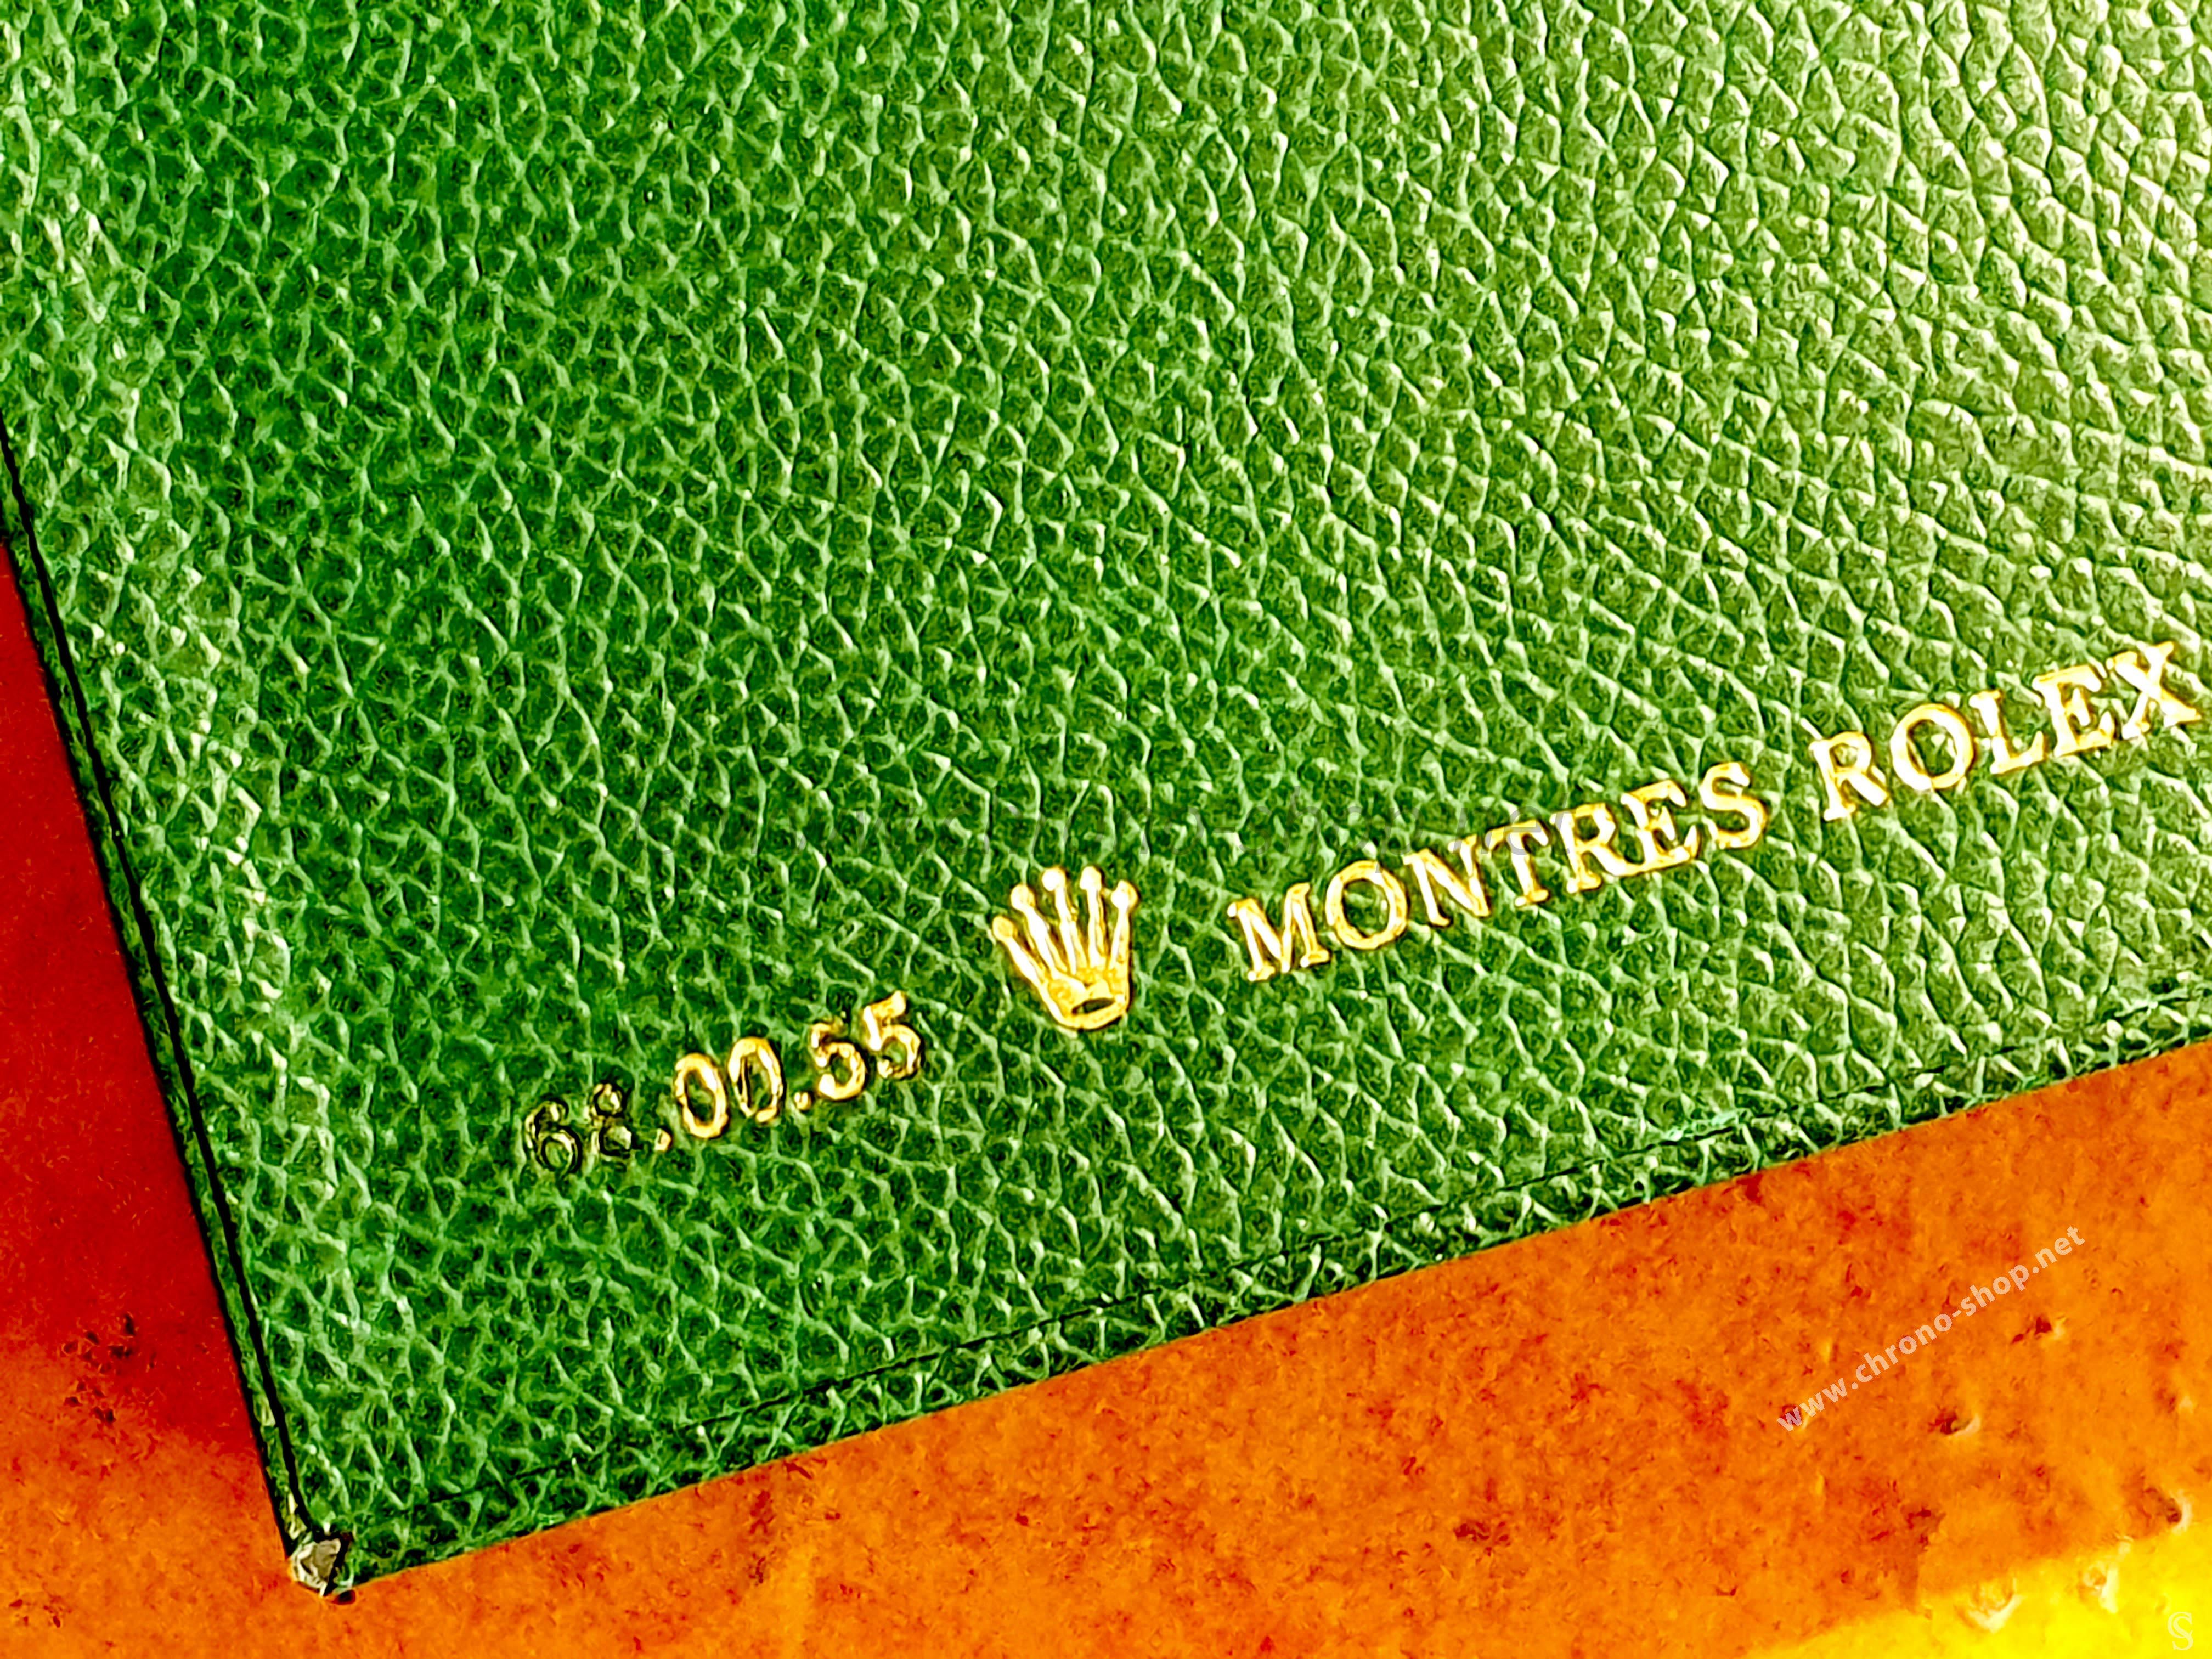 68.00.55 MONTRES ROLEX
www.chrono-shop.net